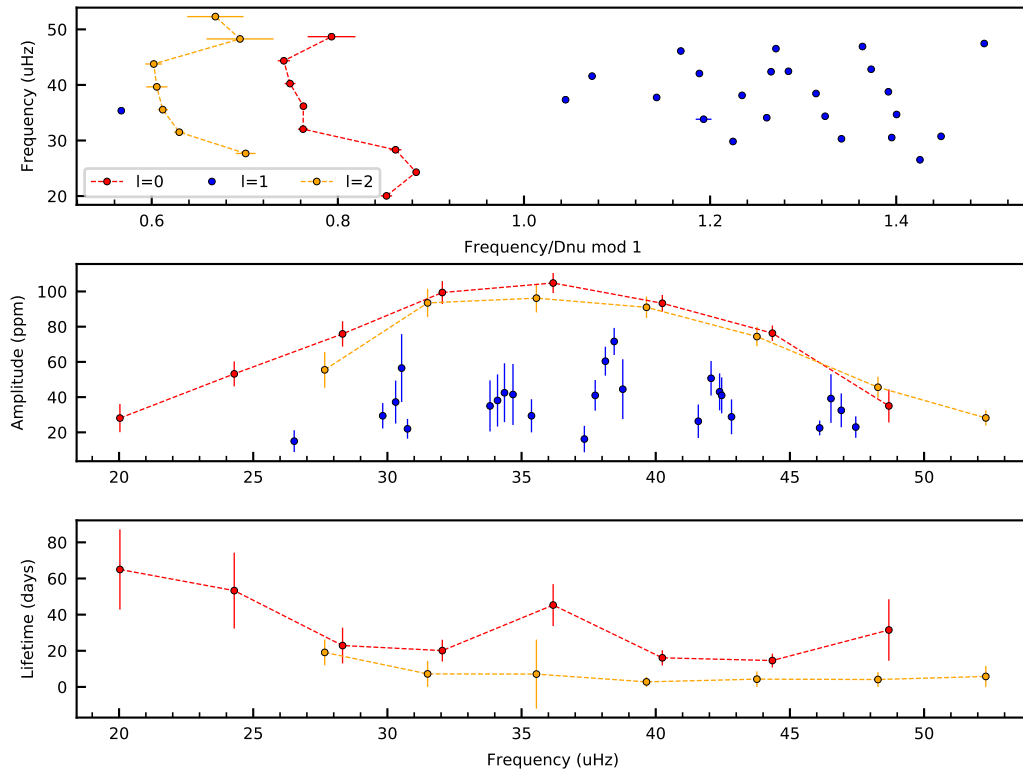 Frequency (uHz)
50
40
30
20
l=0 l=1 l=2
0.6 0.8 1.0 1.2 1.4
Frequency/Dnu mod 1
Amplitude (ppm)
100
80
60
40
20
20 25 30 35 40 45 50
Lifetime (days)
80
60
40
20
0
20 25 30 35 40 45 50
Frequency (uHz)